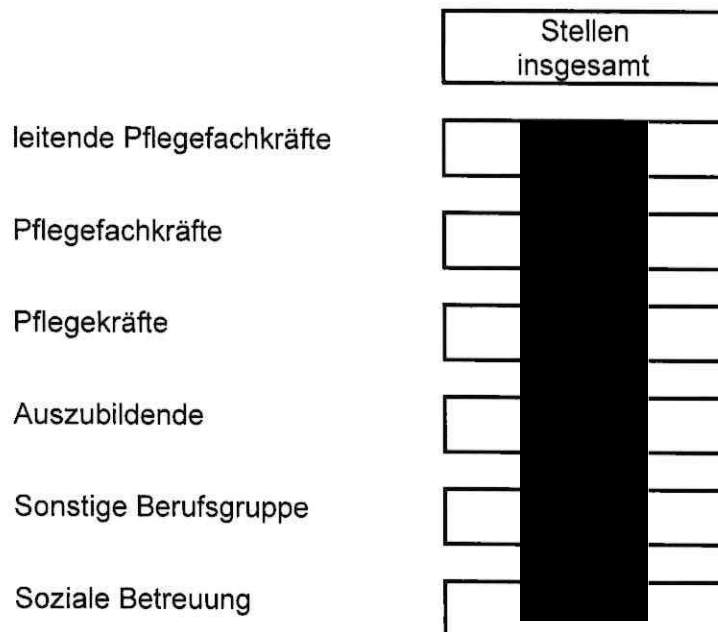 Stellen
insgesamt
leitende Pflegefachkräfte
Pflegefachkräfte
Pflegekräfte
Auszubildende
Sonstige Berufsgruppe
Soziale Betreuung